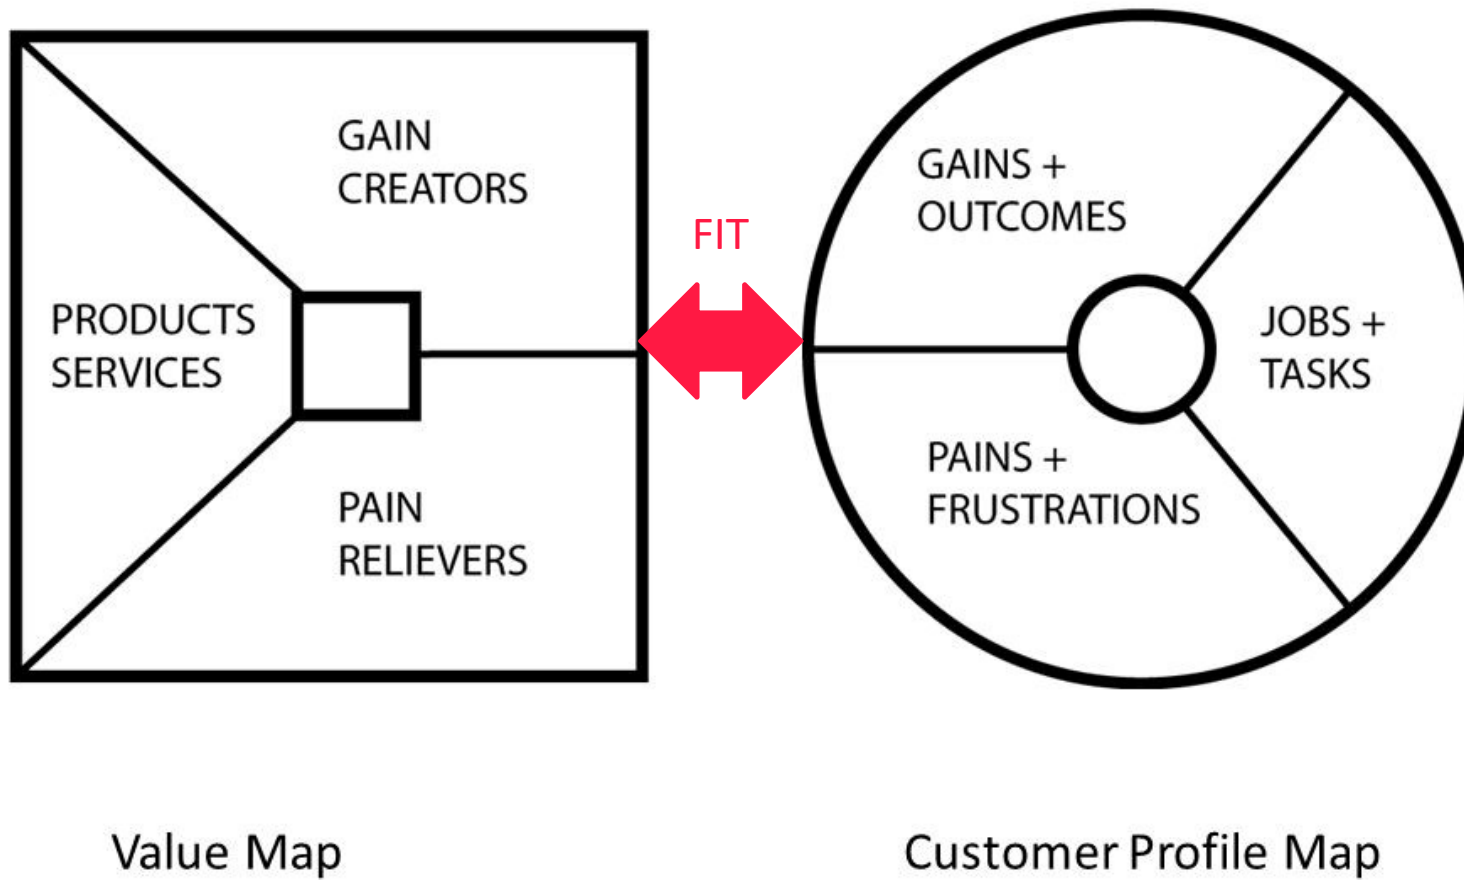 GAIN
CREATORS
PRODUCTS
SERVICES
PAIN
RELIEVERS
FIT
GAINS +
OUTCOMES
JOBS +
TASKS
PAINS +
FRUSTRATIONS
Value Map
Customer Profile Map